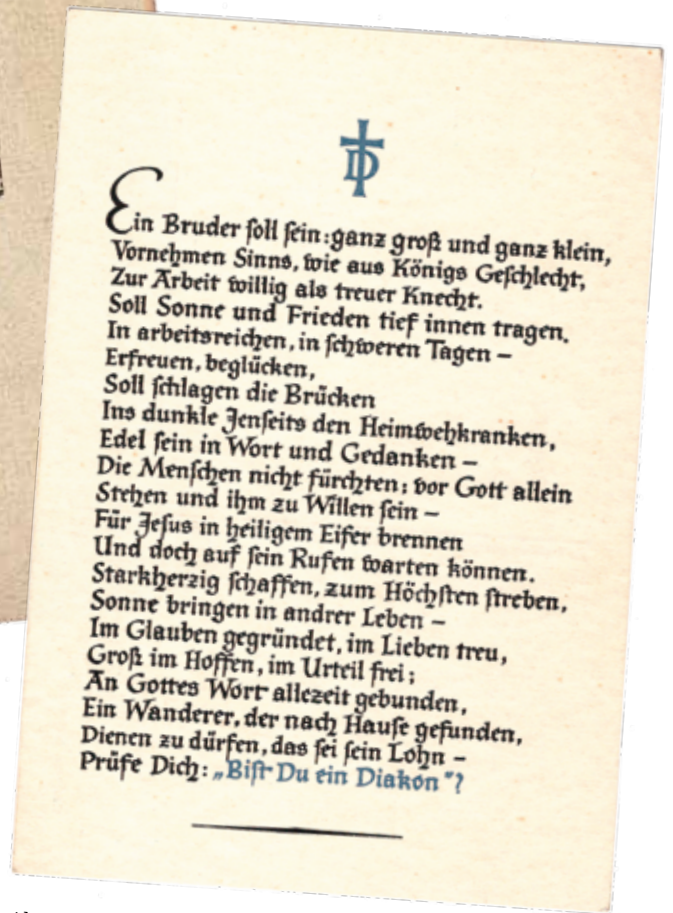 Ein Bruder soll sein: ganz groß und ganz klein,
Vornehmen Sinns, wie aus Königs Geschlecht,
Zur Arbeit willig als treuer Knecht.
Soll Sonne und Frieden tief innen tragen.
In arbeitsreichen, in schweren Tagen –
Erfreuen, beglücken,
Soll schlagen die Brücken
Ins dunkle Jenseits den Heimwehkranken,
Edel sein in Wort und Gedanken –
Die Menschen nicht fürchten; vor Gott allein
Stehen und ihm zu Willen sein –
Für Jesus in heiligem Eifer brennen
Und doch auf sein Rufen warten können.
Starkherzig schaffen, zum Höchsten streben,
Sonne bringen in andrer Leben –
Im Glauben gegründet, im Lieben treu,
Groß im Hoffen, im Urteil frei;
An Gottes Wort allezeit gebunden,
Ein Wanderer, der nach Hause gefunden,
Dienen zu dürfen, das sei sein Lohn –
Prüfe Dich: „Bist Du ein Diakon"?